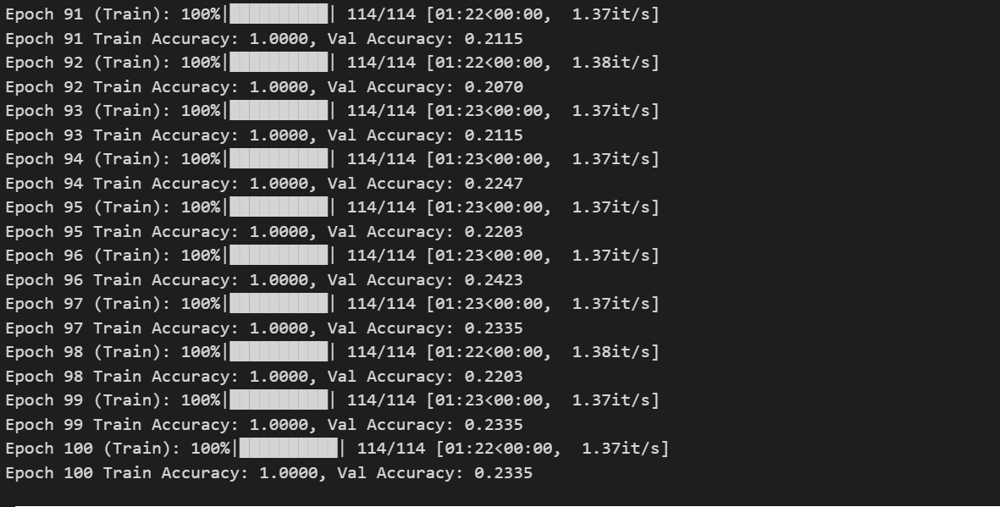 Epoch 91 (Train): 100%|██████████| 114/114 [01:22<00:00,  1.37it/s]
Epoch 91 Train Accuracy: 1.0000, Val Accuracy: 0.2115
Epoch 92 (Train): 100%|██████████| 114/114 [01:22<00:00,  1.38it/s]
Epoch 92 Train Accuracy: 1.0000, Val Accuracy: 0.2070
Epoch 93 (Train): 100%|██████████| 114/114 [01:23<00:00,  1.37it/s]
Epoch 93 Train Accuracy: 1.0000, Val Accuracy: 0.2115
Epoch 94 (Train): 100%|██████████| 114/114 [01:23<00:00,  1.37it/s]
Epoch 94 Train Accuracy: 1.0000, Val Accuracy: 0.2247
Epoch 95 (Train): 100%|██████████| 114/114 [01:23<00:00,  1.37it/s]
Epoch 95 Train Accuracy: 1.0000, Val Accuracy: 0.2203
Epoch 96 (Train): 100%|██████████| 114/114 [01:23<00:00,  1.37it/s]
Epoch 96 Train Accuracy: 1.0000, Val Accuracy: 0.2423
Epoch 97 (Train): 100%|██████████| 114/114 [01:23<00:00,  1.37it/s]
Epoch 97 Train Accuracy: 1.0000, Val Accuracy: 0.2335
Epoch 98 (Train): 100%|██████████| 114/114 [01:22<00:00,  1.38it/s]
Epoch 98 Train Accuracy: 1.0000, Val Accuracy: 0.2203
Epoch 99 (Train): 100%|██████████| 114/114 [01:23<00:00,  1.37it/s]
Epoch 99 Train Accuracy: 1.0000, Val Accuracy: 0.2335
Epoch 100 (Train): 100%|██████████| 114/114 [01:22<00:00,  1.37it/s]
Epoch 100 Train Accuracy: 1.0000, Val Accuracy: 0.2335